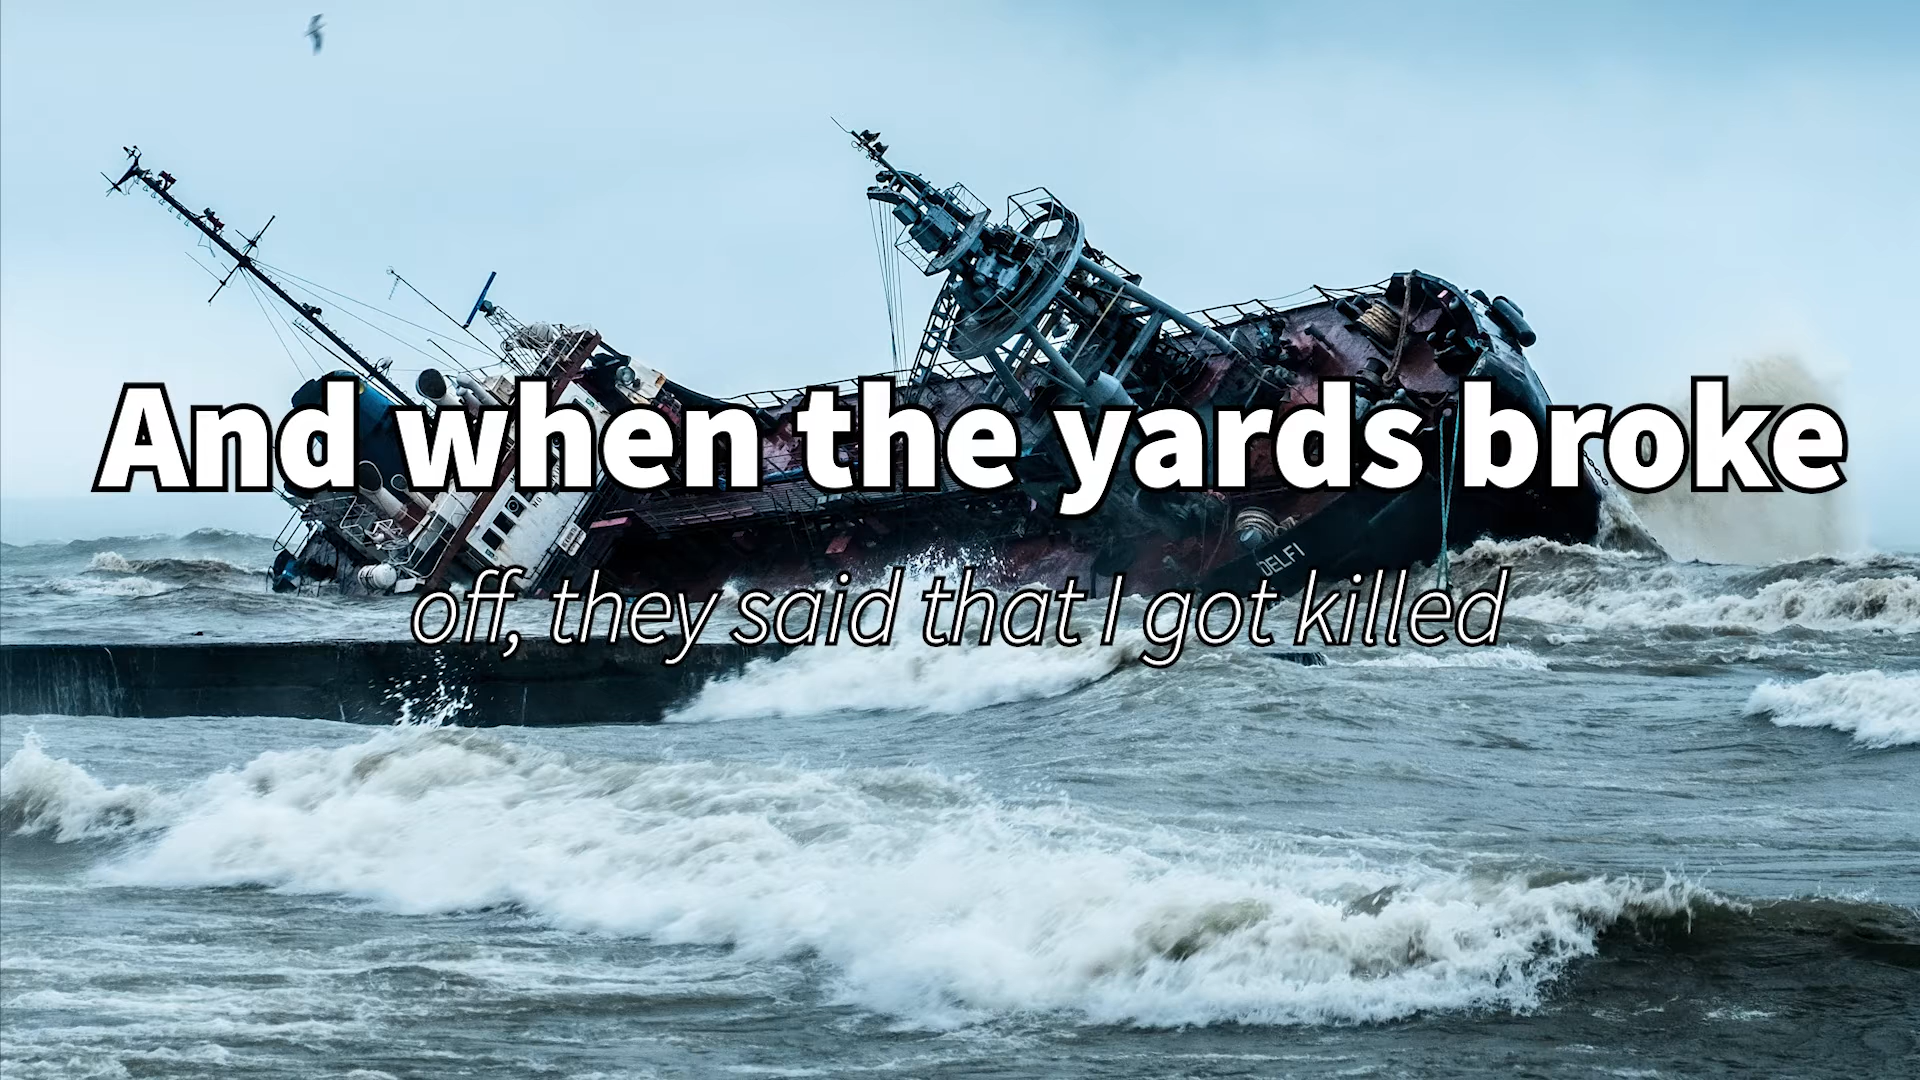 And when the yards broke
off, they said that I got killed
DELFI